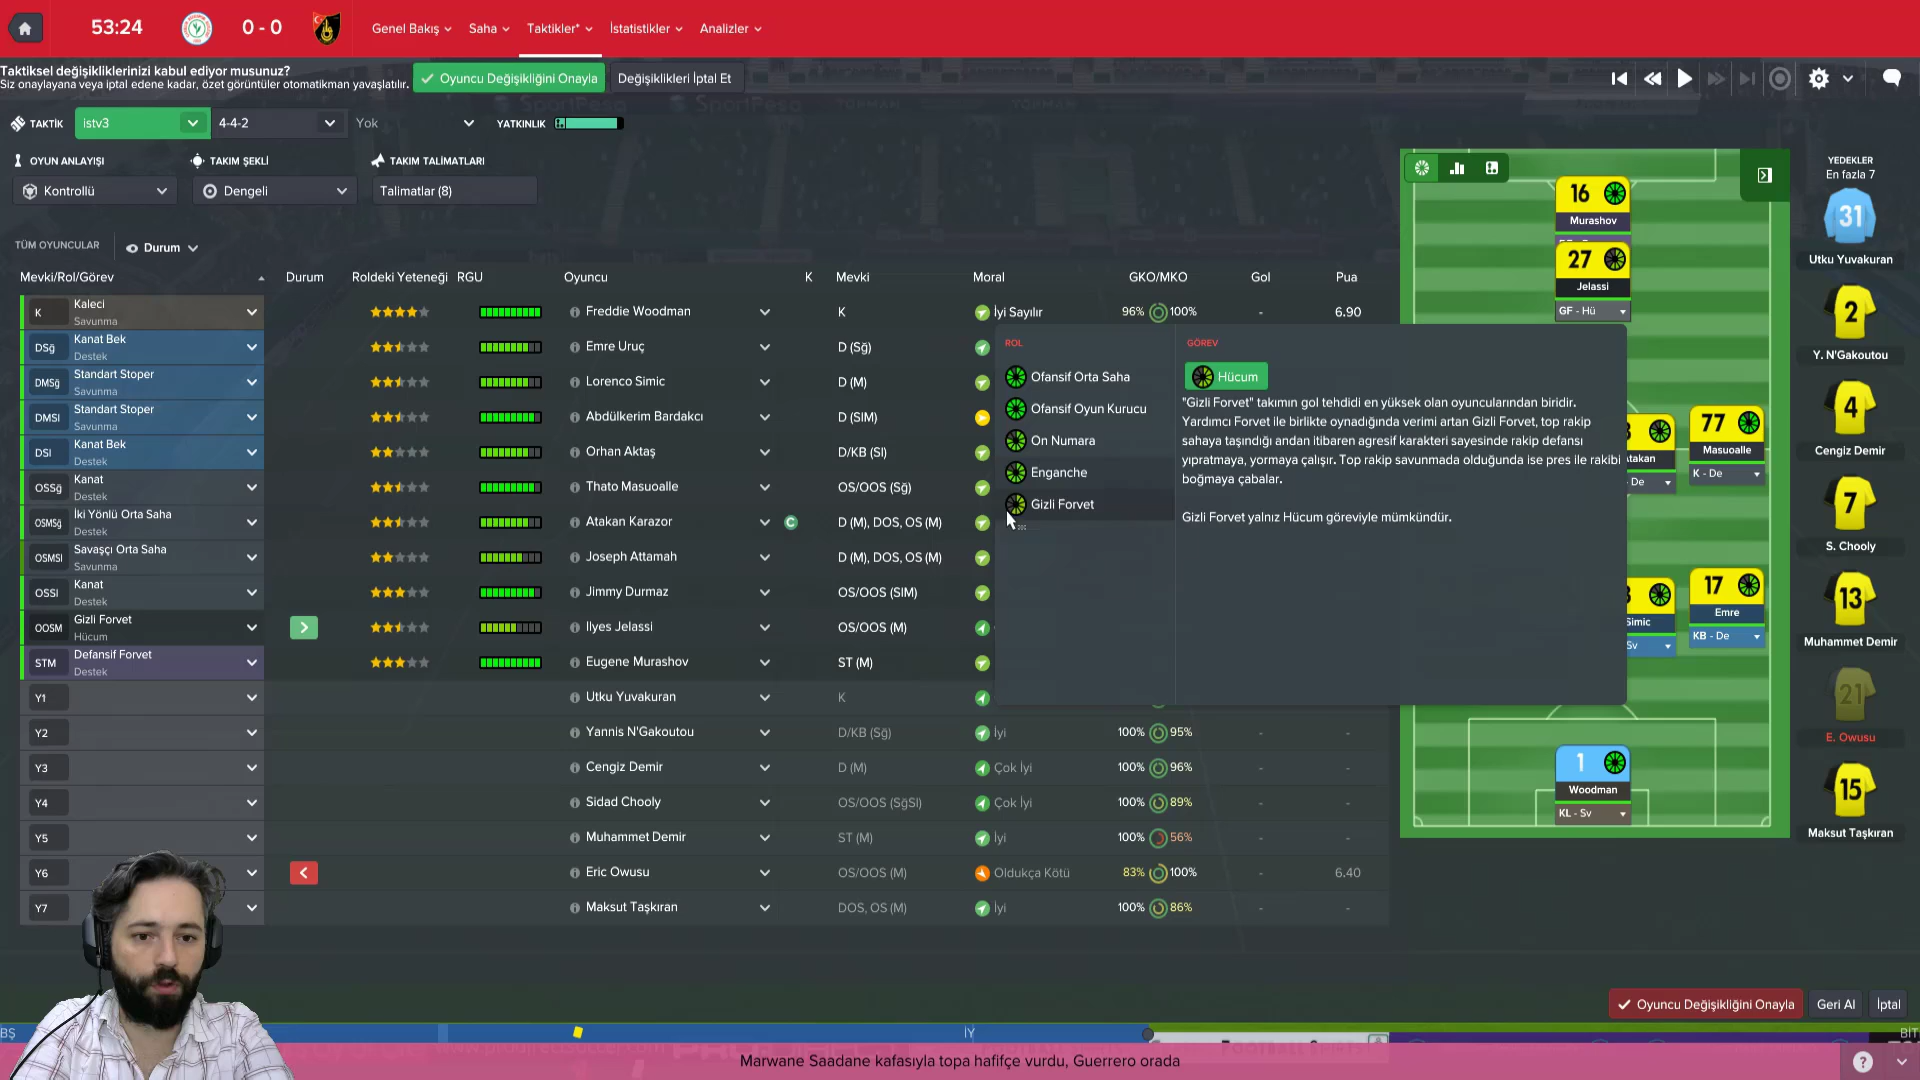 53:24
0 - 0
Genel Bakış
Saha
Taktikler*
İstatistikler
Analizler
Taktiksel değişikliklerinizi kabul ediyor musunuz?
Siz onaylayana veya iptal edene kadar, özet görüntüler otomatikman yavaşlatılır.
Oyuncu Değişikliğini Onayla
Değişiklikleri İptal Et
TAKTİK
istv3
4-4-2
Yok
YATKINLIK
OYUN ANLAYIŞI
TAKIM ŞEKLİ
TAKIM TALİMATLARI
Kontrollü
Dengeli
Talimatlar (8)
TÜM OYUNCULAR
Durum
Mevki/Rol/Görev Durum Roldeki Yeteneği RGU Oyuncu K Mevki Moral GKO/MKO Gol Pua
K Kaleci Savunma Freddie Woodman K İyi Sayılır 96% 100% - 6.90
DSğ Kanat Bek Destek Emre Uruç D (Sğ)
DMSğ Standart Stoper Savunma Lorenco Simic D (M)
DMSl Standart Stoper Savunma Abdülkerim Bardakcı D (SlM)
DSl Kanat Bek Destek Orhan Aktaş D/KB (Sl)
OSSğ Kanat Destek Thato Masuoalle OS/OOS (Sğ)
OSMSğ İki Yönlü Orta Saha Destek Atakan Karazor C D (M), DOS, OS (M)
OSMSl Savaşçı Orta Saha Savunma Joseph Attamah D (M), DOS, OS (M)
OSSl Kanat Destek Jimmy Durmaz OS/OOS (SlM)
OOSM Gizli Forvet Hücum Ilyes Jelassi OS/OOS (M)
STM Defansif Forvet Destek Eugene Murashov ST (M)
Y1 Utku Yuvakuran K
Y2 Yannis N'Gakoutou D/KB (Sğ) İyi 100% 95% - -
Y3 Cengiz Demir D (M) Çok İyi 100% 96% - -
Y4 Sidad Chooly OS/OOS (SğSl) Çok İyi 100% 89% - -
Y5 Muhammet Demir ST (M) İyi 100% 56% - -
Y6 Eric Owusu OS/OOS (M) Oldukça Kötü 83% 100% - 6.40
Y7 Maksut Taşkıran DOS, OS (M) İyi 100% 86% - -
ROL
Ofansif Orta Saha
Ofansif Oyun Kurucu
On Numara
Enganche
Gizli Forvet
GÖREV
Hücum
"Gizli Forvet" takımın gol tehdidi en yüksek olan oyuncularından biridir.
Yardımcı Forvet ile birlikte oynadığında verimi artan Gizli Forvet, top rakip
sahaya taşındığı andan itibaren agresif karakteri sayesinde rakip defansı
yıpratmaya, yormaya çalışır. Top rakip savunmada olduğunda ise pres ile rakibi
boğmaya çabalar.
Gizli Forvet yalnız Hücum göreviyle mümkündür.
16
Murashov
27
Jelassi
GF - Hü
77
Masuoalle
K - De
Atakan
De
17
Emre
KB - De
Simic
Sv
1
Woodman
KL - Sv
YEDEKLER
En fazla 7
31
Utku Yuvakuran
2
Y. N'Gakoutou
4
Cengiz Demir
7
S. Chooly
13
Muhammet Demir
21
E. Owusu
15
Maksut Taşkıran
Oyuncu Değişikliğini Onayla
Geri Al
İptal
BŞ
İY
BİT
Marwane Saadane kafasıyla topa hafifçe vurdu, Guerrero orada
?